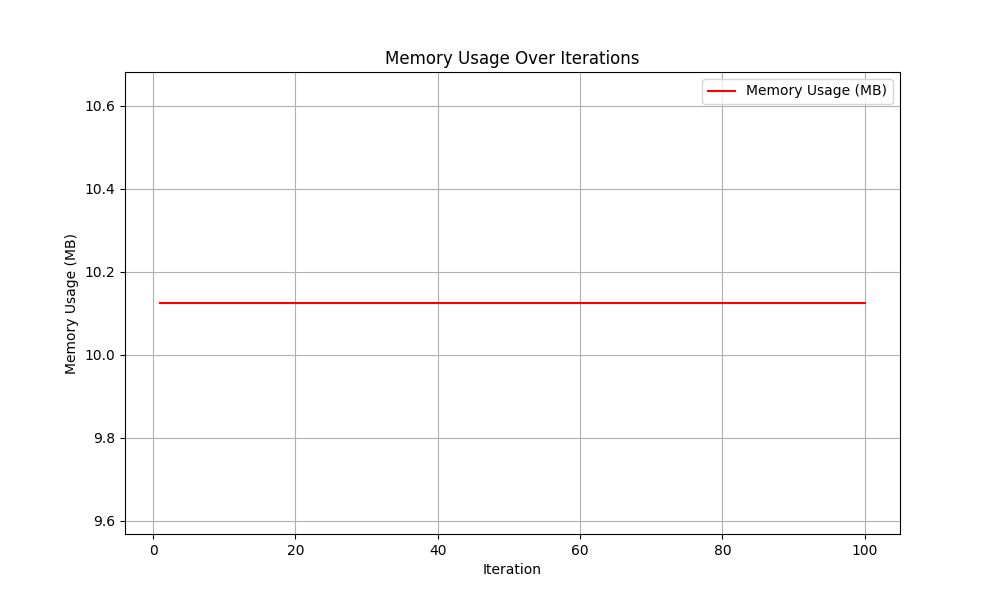 Memory Usage Over Iterations
Memory Usage (MB)
10.6
10.4
10.2
10.0
9.8
9.6
Memory Usage (MB)
0 20 40 60 80 100
Iteration